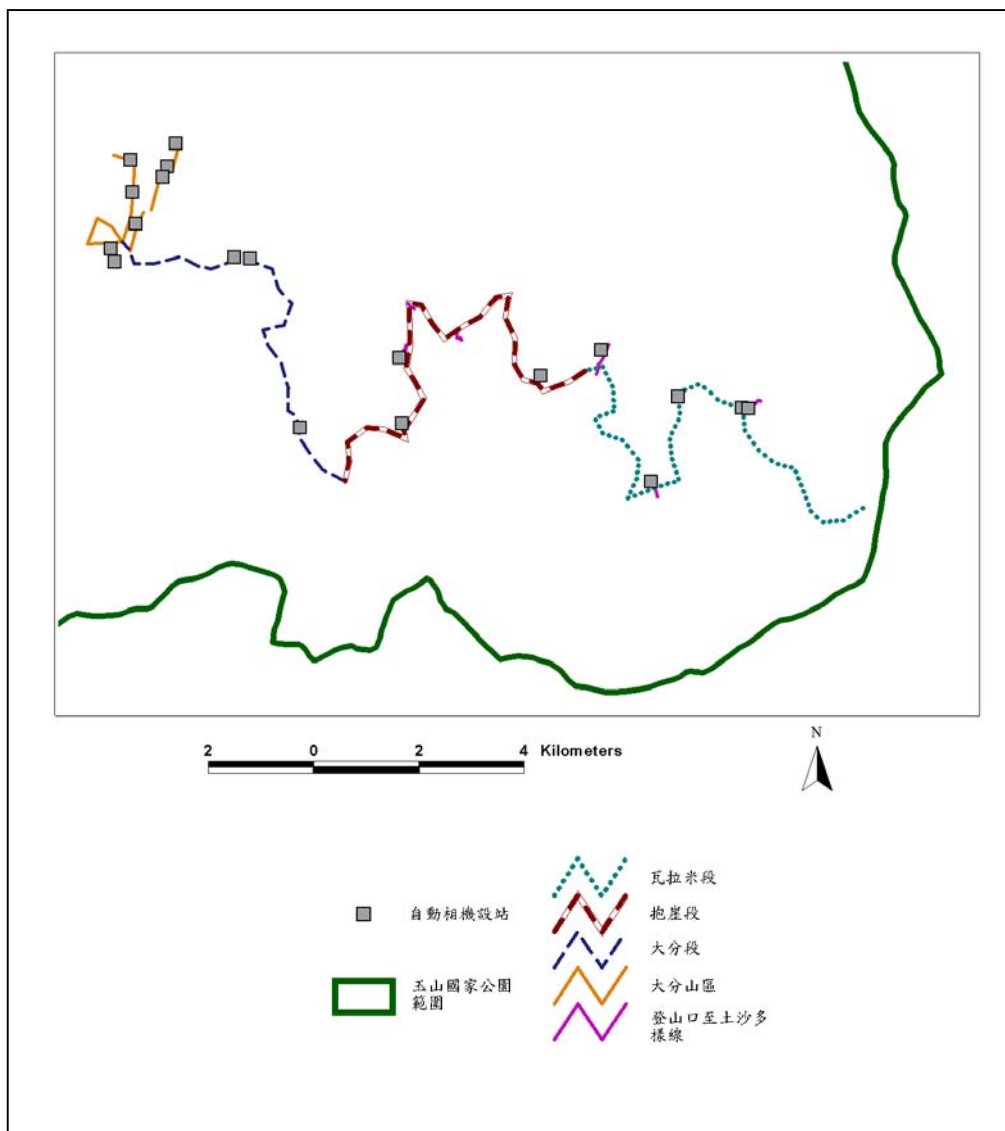 2 0 2 4 Kilometers
N
自動相機設站
玉山國家公園
範圍
瓦拉米段
抱崖段
大分段
大分山區
登山口至土沙多
樣線